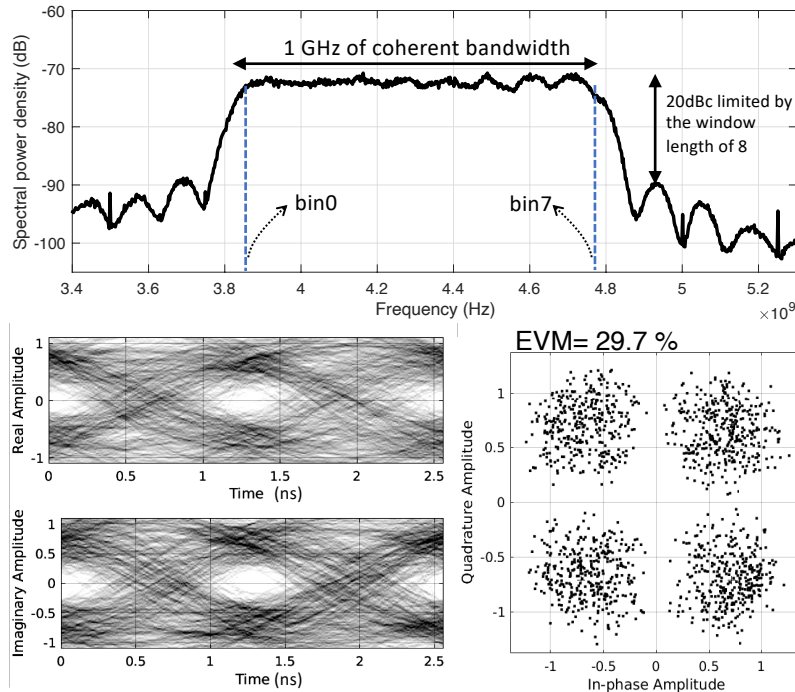 -60
-70
-80
-90
-100
Spectral power density (dB)
1 GHz of coherent bandwidth
20dBc limited by
the window
length of 8
bin0
bin7
3.4 3.6 3.8 4 4.2 4.4 4.6 4.8 5 5.2
Frequency (Hz)
×10⁹
1
0
-1
Real Amplitude
0 0.5 1 1.5 2 2.5
Time (ns)
1
0.5
0
-0.5
-1
Imaginary Amplitude
0 0.5 1 1.5 2 2.5
Time (ns)
EVM= 29.7 %
1
0.5
0
-0.5
-1
Quadrature Amplitude
-1 -0.5 0 0.5 1
In-phase Amplitude